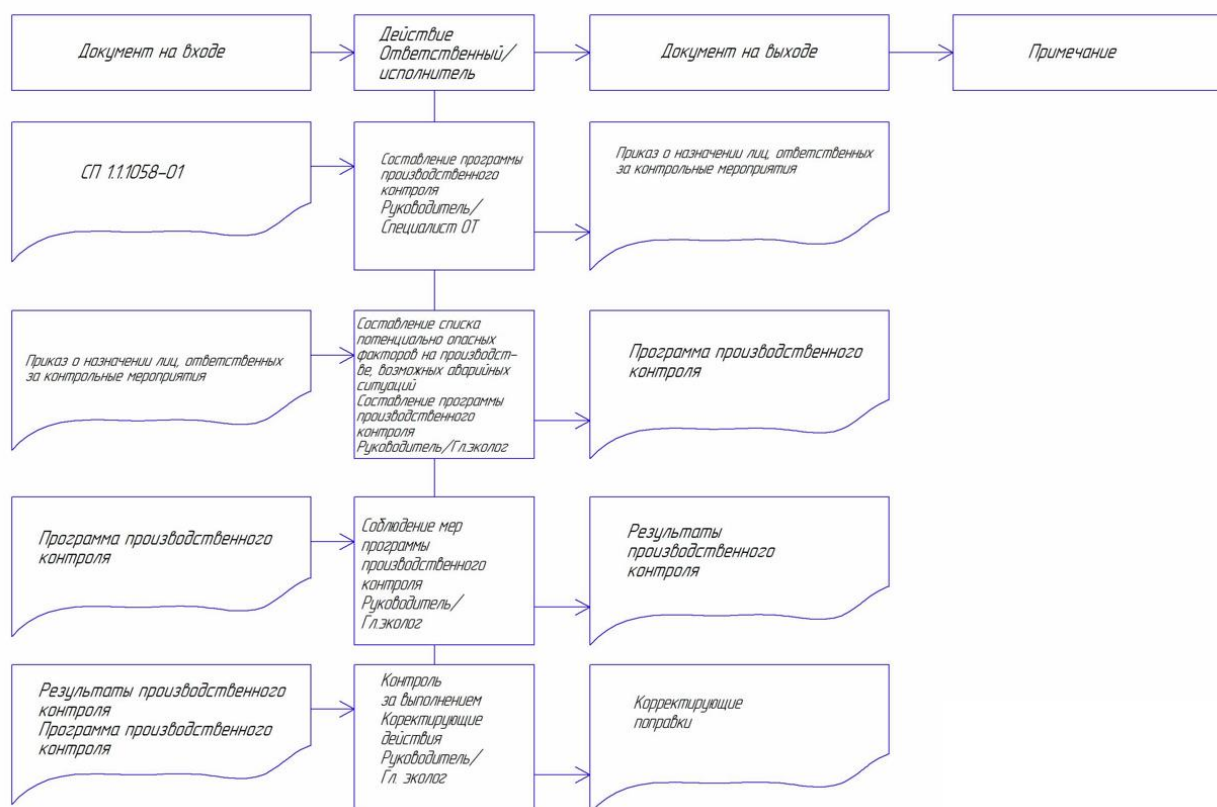 Документ на входе
Действие
Ответственный/
исполнитель
Документ на выходе
Примечание
СП 1.1.1058-01
Составление программы
производственного
контроля
Руководитель/
Специалист ОТ
Приказ о назначении лиц, ответственных
за контрольные мероприятия
Приказ о назначении лиц, ответственных
за контрольные мероприятия
Составление списка
потенциально опасных
факторов на производст-
ве, возможных аварийных
ситуаций
Составление программы
производственного
контроля
Руководитель/Гл.эколог
Программа производственного
контроля
Программа производственного
контроля
Соблюдение мер
программы
производственного
контроля
Руководитель/
Гл.эколог
Результаты
производственного
контроля
Результаты производственного
контроля
Программа производственного
контроля
Контроль
за выполнением
Коректирующие
действия
Руководитель/
Гл. эколог
Корректирующие
поправки